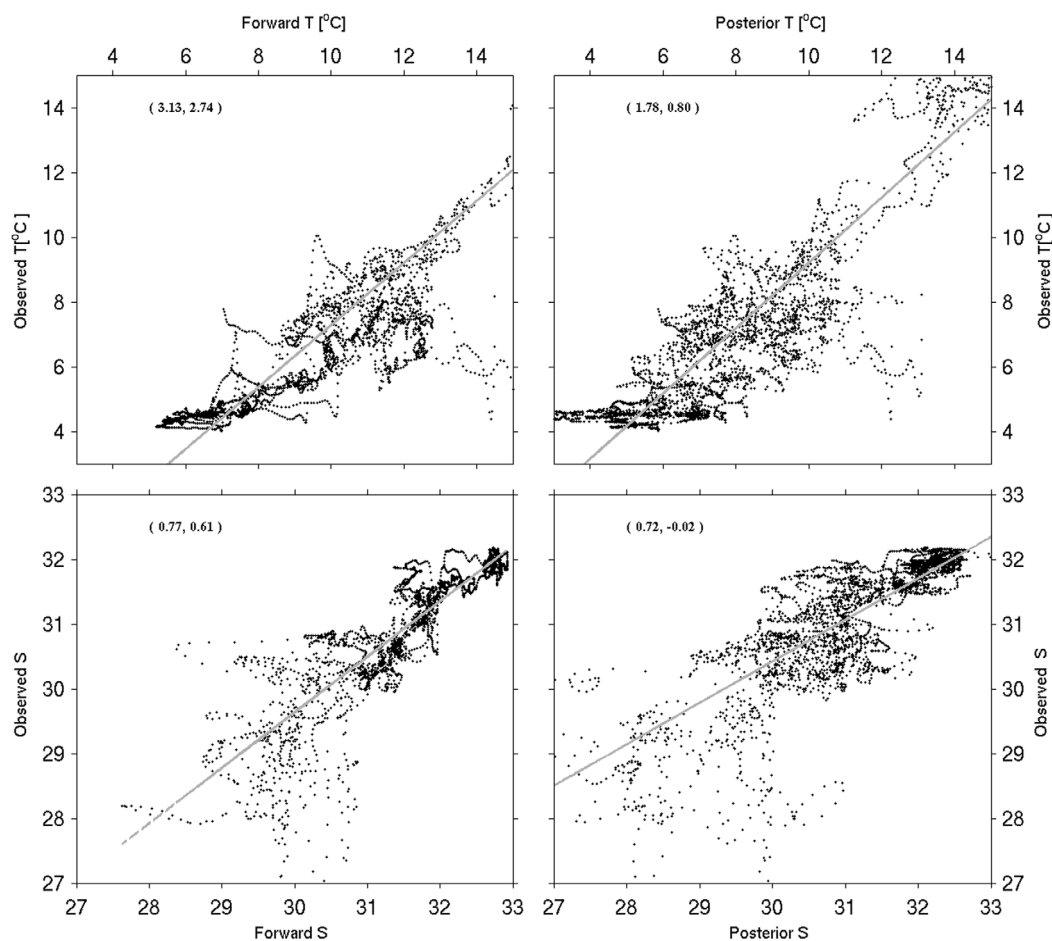 Forward T [°C]
Posterior T [°C]
4 6 8 10 12 14
4 6 8 10 12 14
( 3.13, 2.74 )
( 1.78, 0.80 )
14
12
10
8
6
4
Observed T[°C]
14
12
10
8
6
4
Observed T[°C]
( 0.77, 0.61 )
( 0.72, -0.02 )
33
32
31
30
29
28
27
Observed S
33
32
31
30
29
28
27
Observed S
27 28 29 30 31 32 33
27 28 29 30 31 32 33
Forward S
Posterior S